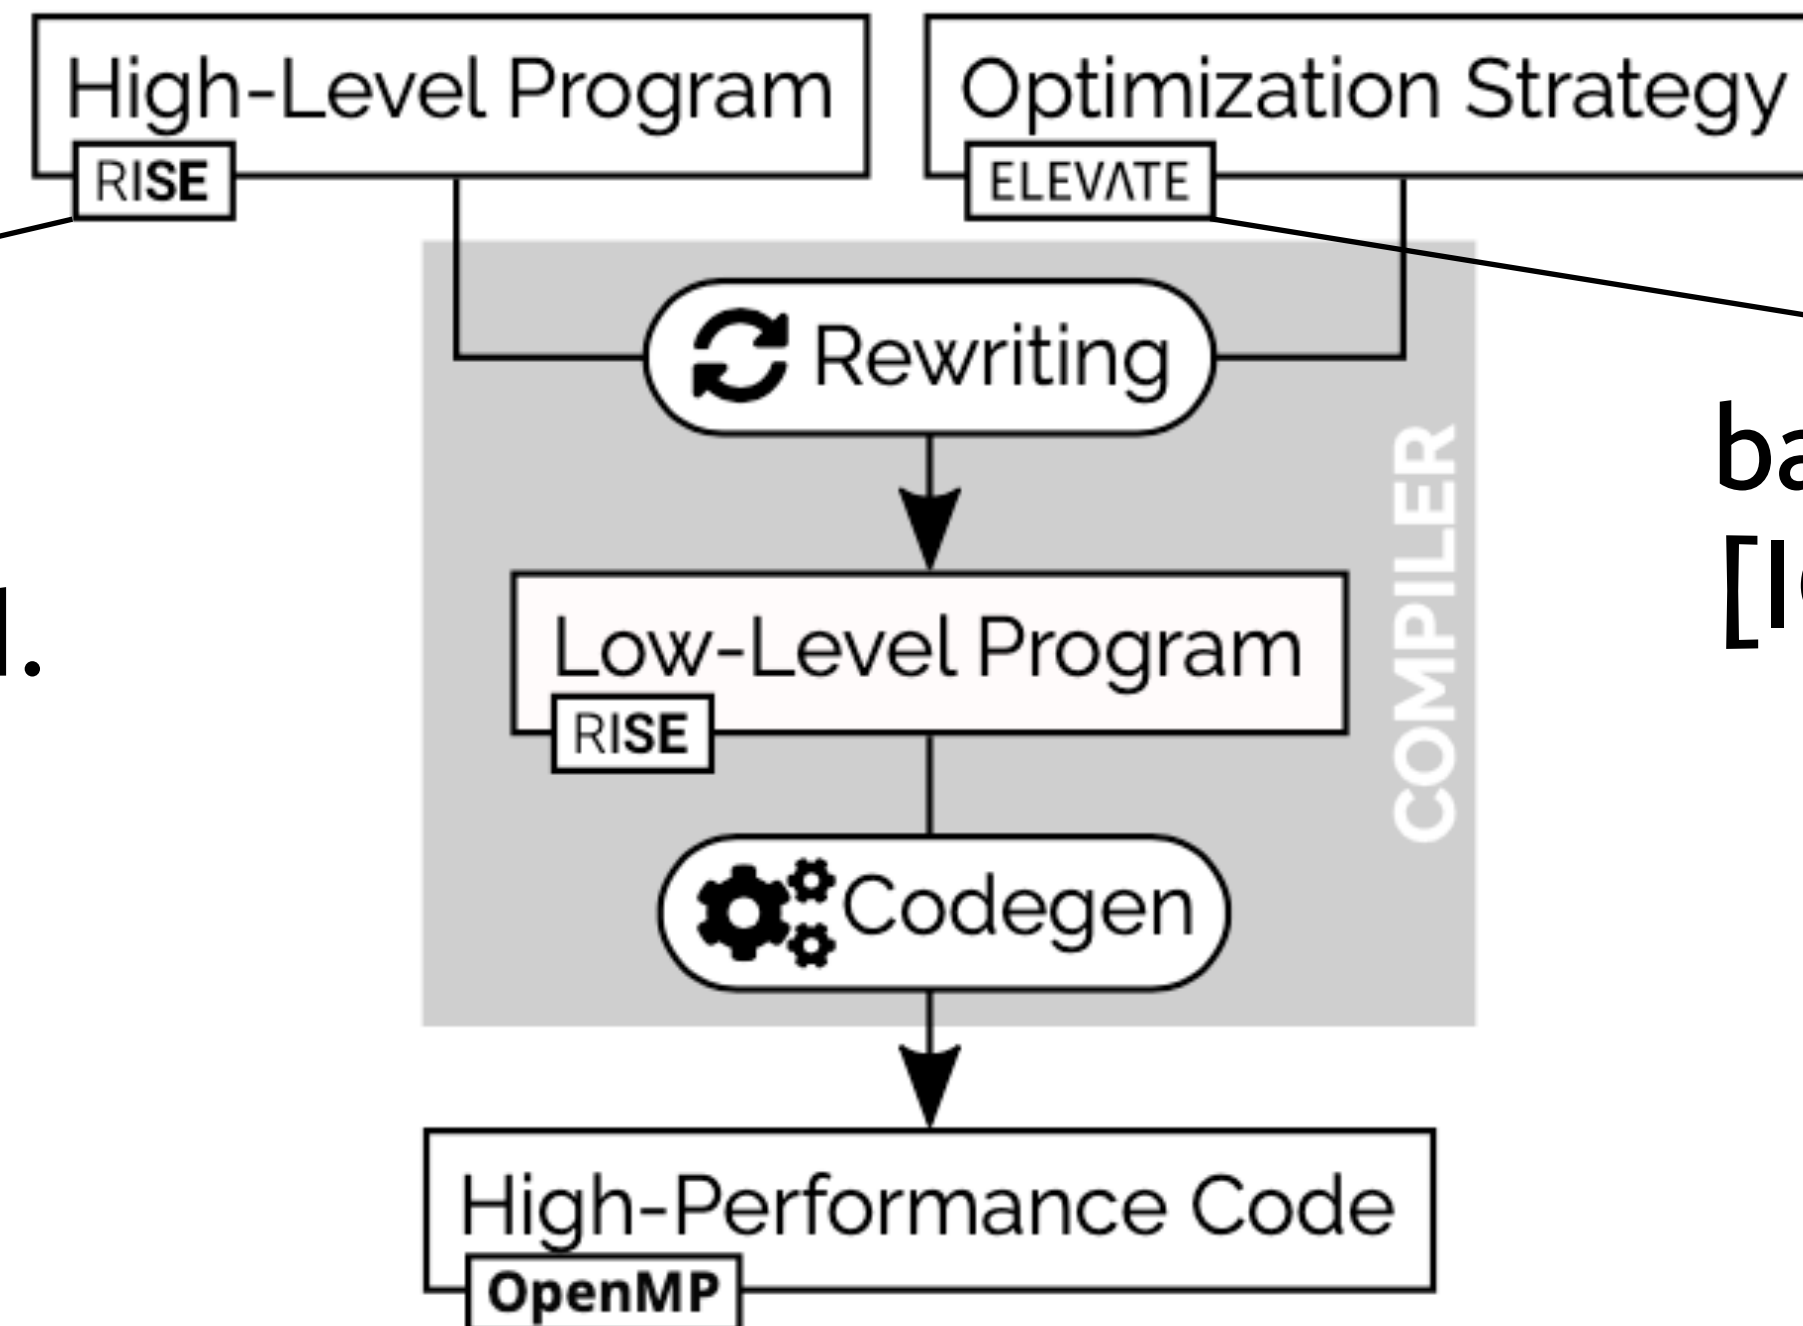 High-Level Program
RISE
Optimization Strategy
ELEVATE
Rewriting
COMPILER
Low-Level Program
RISE
Codegen
High-Performance Code
OpenMP